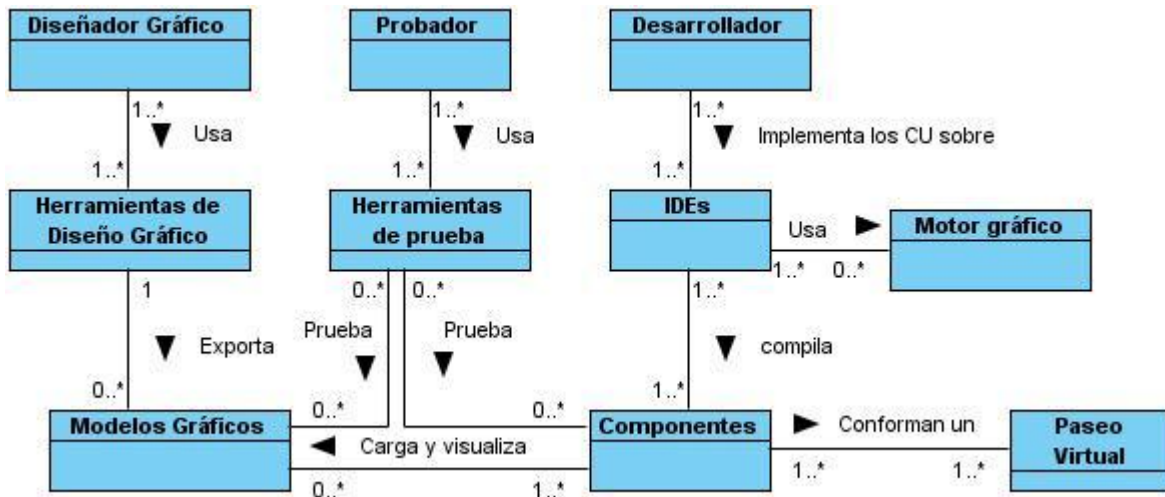 Diseñador Gráfico
Probador
Desarrollador
1..*
1..*
1..*
Usa
Usa
Implementa los CU sobre
1..*
1..*
1..*
Herramientas de
Diseño Gráfico
Herramientas
de prueba
IDEs
Usa
Motor gráfico
1..*
0..*
1
0..*
0..*
1..*
Exporta
Prueba
Prueba
compila
0..*
0..*
0..*
1..*
Modelos Gráficos
Carga y visualiza
Componentes
Conforman un
Paseo
Virtual
0..*
1..*
1..*
1..*